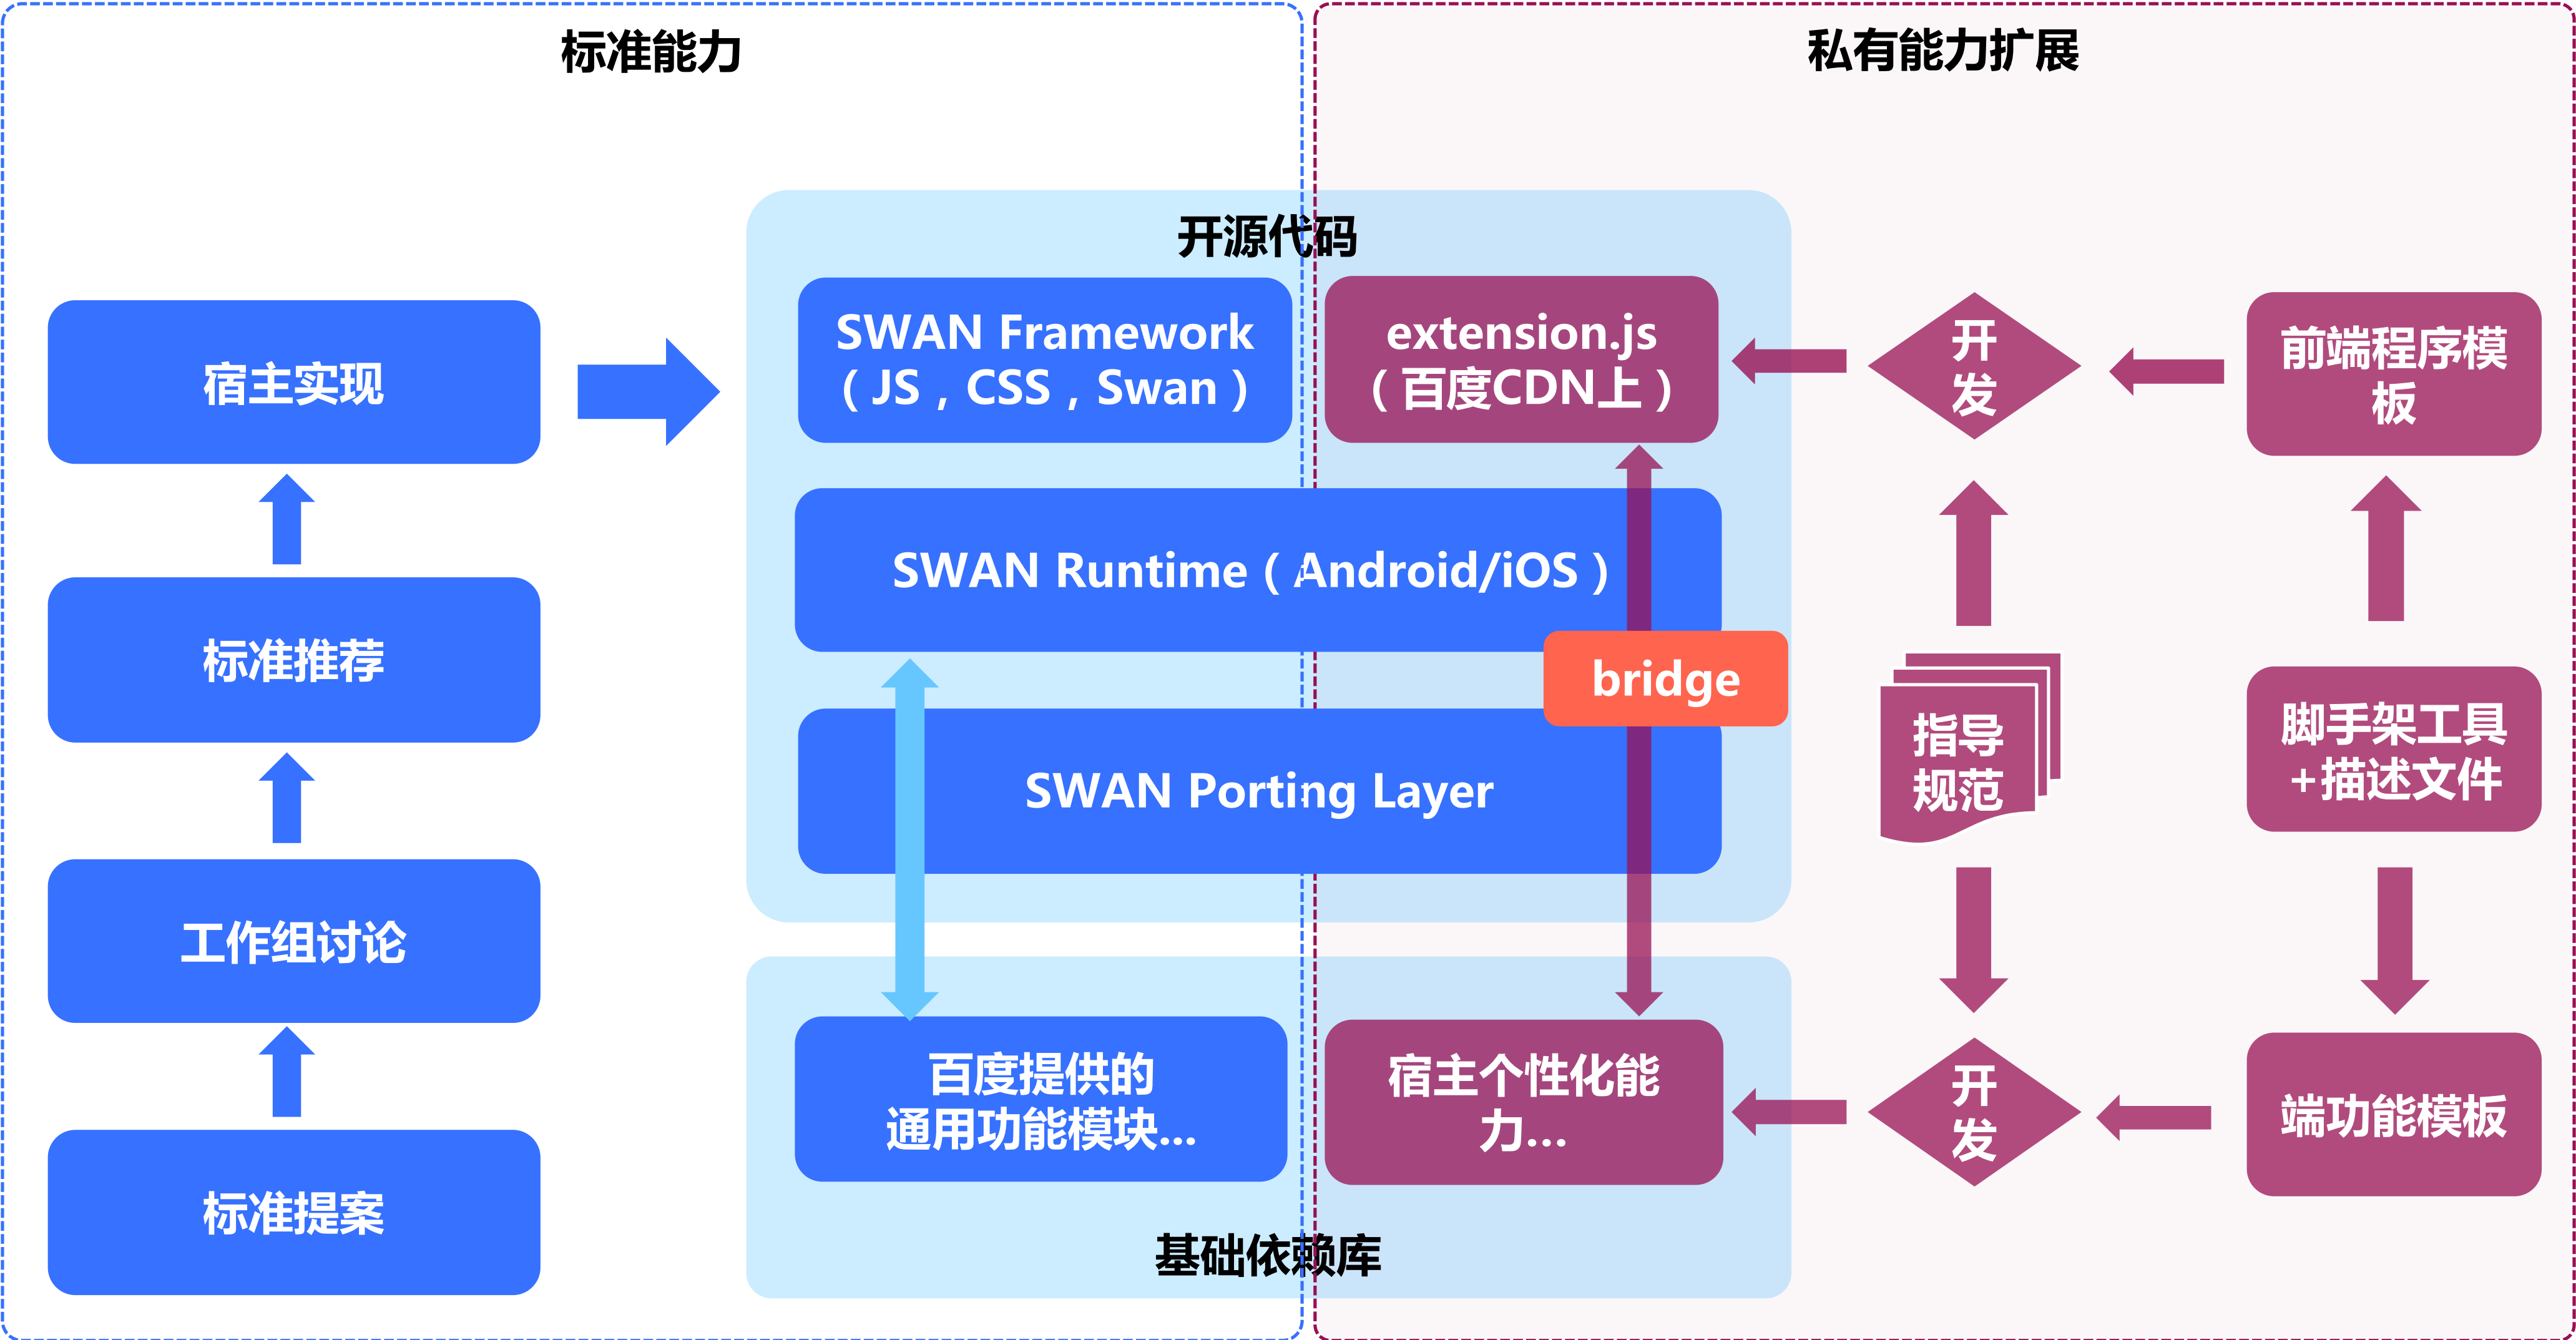 标准能力
私有能力扩展
开源代码
宿主实现
标准推荐
工作组讨论
标准提案
SWAN Framework
（JS，CSS，Swan）
extension.js
（百度CDN上）
SWAN Runtime（Android/iOS）
bridge
SWAN Porting Layer
百度提供的
通用功能模块...
宿主个性化能
力...
基础依赖库
开
发
指导
规范
开
发
前端程序模
板
脚手架工具
+描述文件
端功能模板